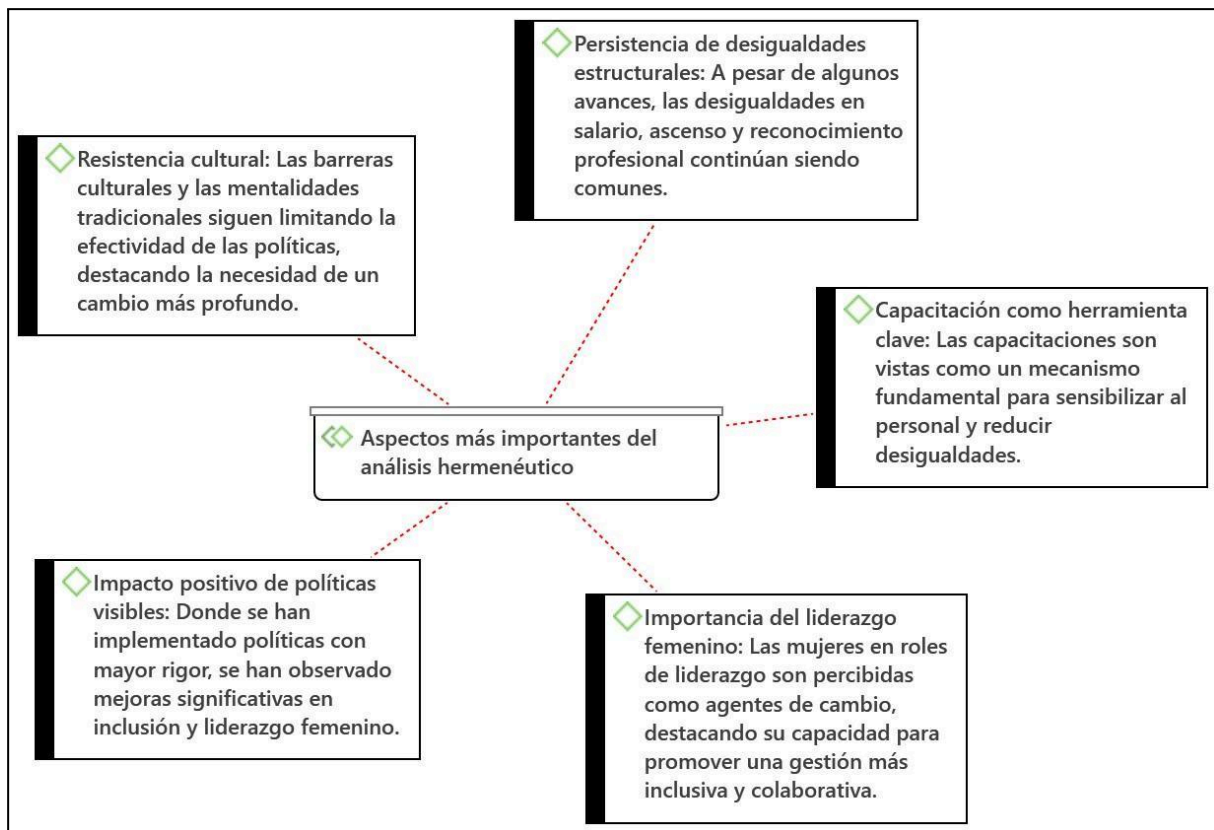 Persistencia de desigualdades
estructurales: A pesar de algunos
avances, las desigualdades en
salario, ascenso y reconocimiento
profesional continúan siendo
comunes.
Resistencia cultural: Las barreras
culturales y las mentalidades
tradicionales siguen limitando la
efectividad de las políticas,
destacando la necesidad de un
cambio más profundo.
Capacitación como herramienta
clave: Las capacitaciones son
vistas como un mecanismo
fundamental para sensibilizar al
personal y reducir
desigualdades.
Aspectos más importantes del
análisis hermenéutico
Impacto positivo de políticas
visibles: Donde se han
implementado políticas con
mayor rigor, se han observado
mejoras significativas en
inclusión y liderazgo femenino.
Importancia del liderazgo
femenino: Las mujeres en roles
de liderazgo son percibidas
como agentes de cambio,
destacando su capacidad para
promover una gestión más
inclusiva y colaborativa.